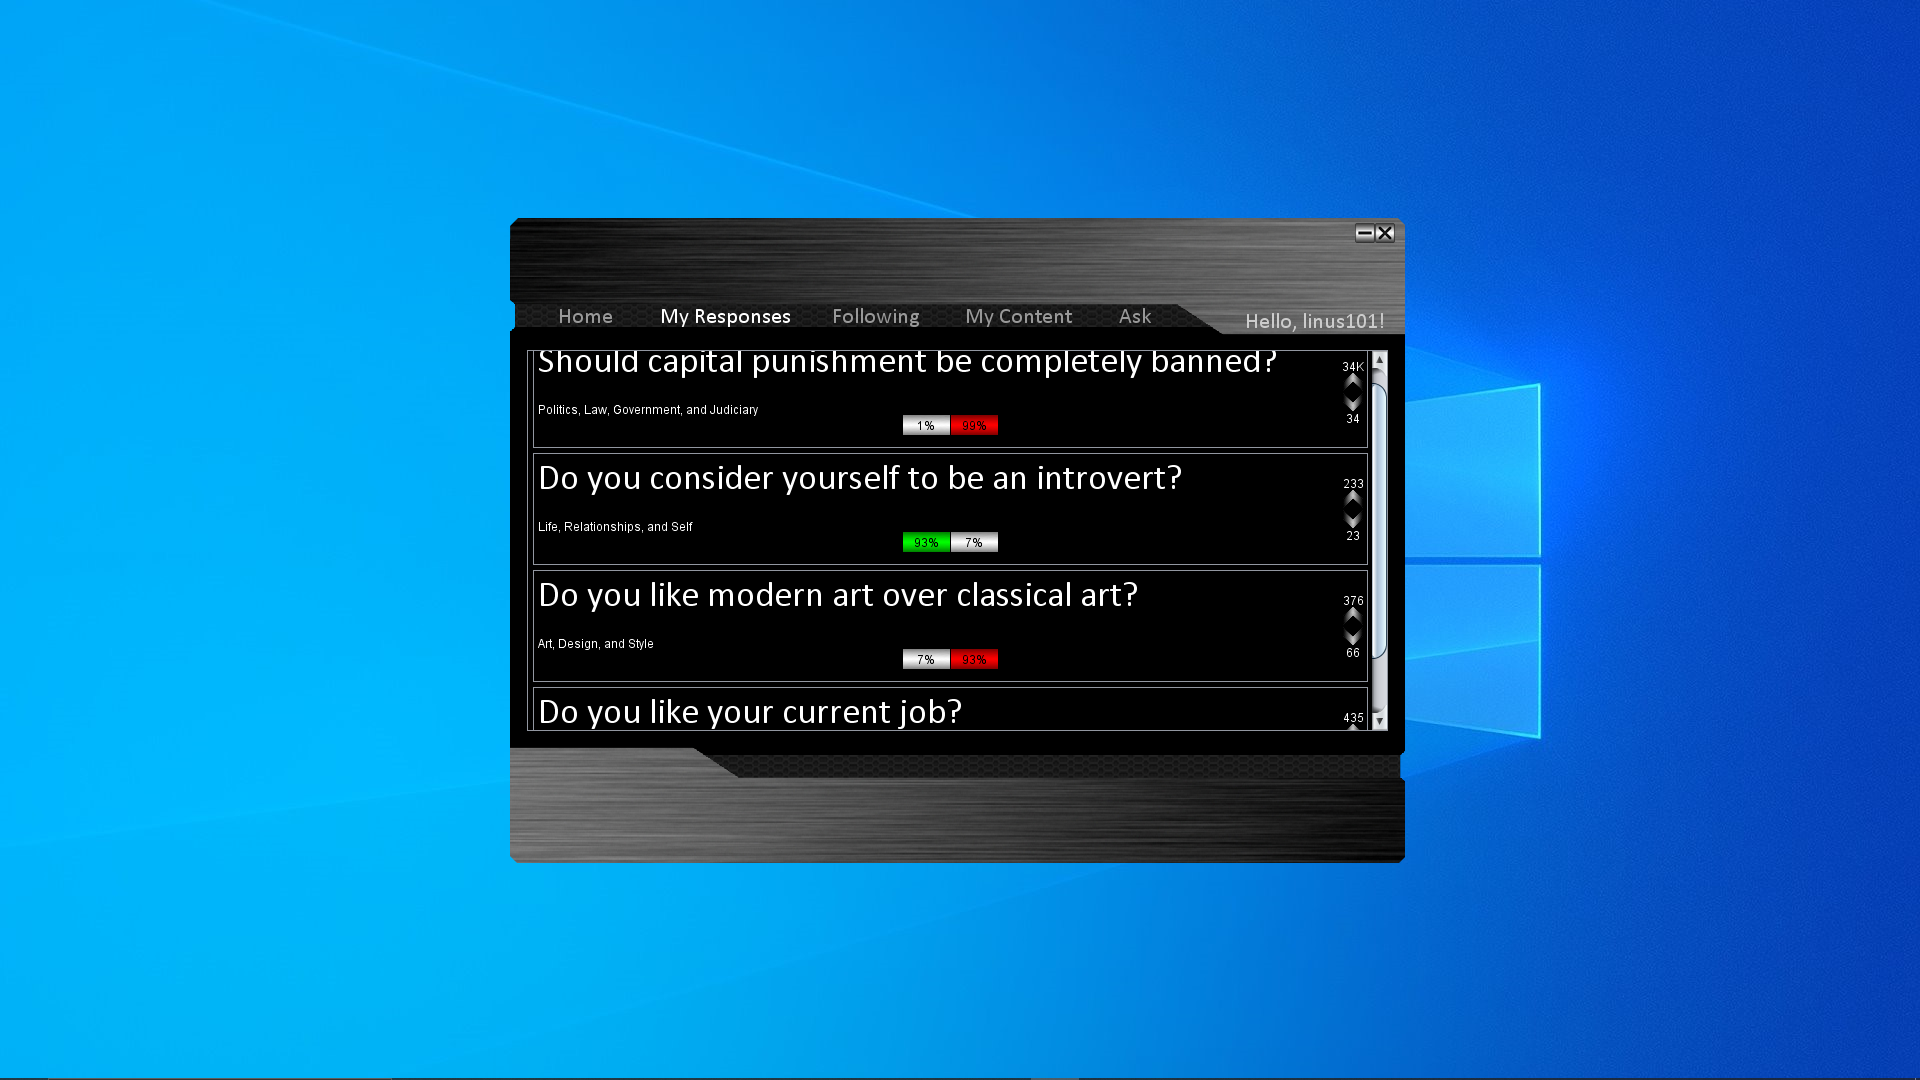 Home My Responses Following My Content Ask Hello, linus101!
Should capital punishment be completely banned?
34K
Politics, Law, Government, and Judiciary
1% 99%
34
Do you consider yourself to be an introvert?
233
Life, Relationships, and Self
93% 7%
23
Do you like modern art over classical art?
376
Art, Design, and Style
7% 93%
66
Do you like your current job?
435